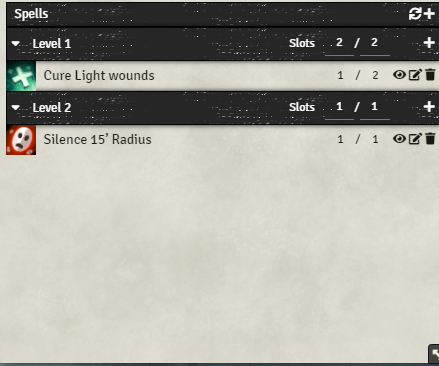 Spells
Level 1 Slots 2 / 2
Cure Light wounds 1 / 2
Level 2 Slots 1 / 1
Silence 15’ Radius 1 / 1